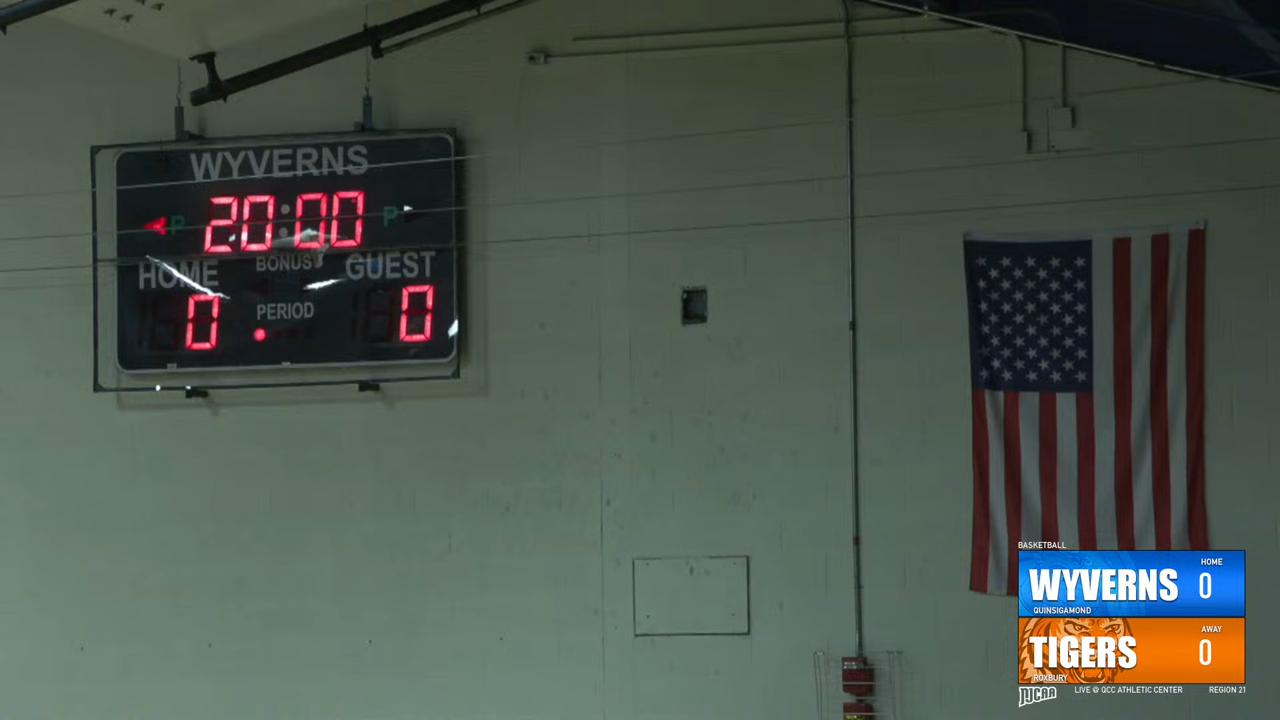 WYVERNS
P 20:00 P
HOME BONUS GUEST
0 PERIOD 0
BASKETBALL
HOME
WYVERNS 0
QUINSIGAMOND
AWAY
TIGERS 0
ROXBURY
NJCAA LIVE @ QCC ATHLETIC CENTER REGION 21